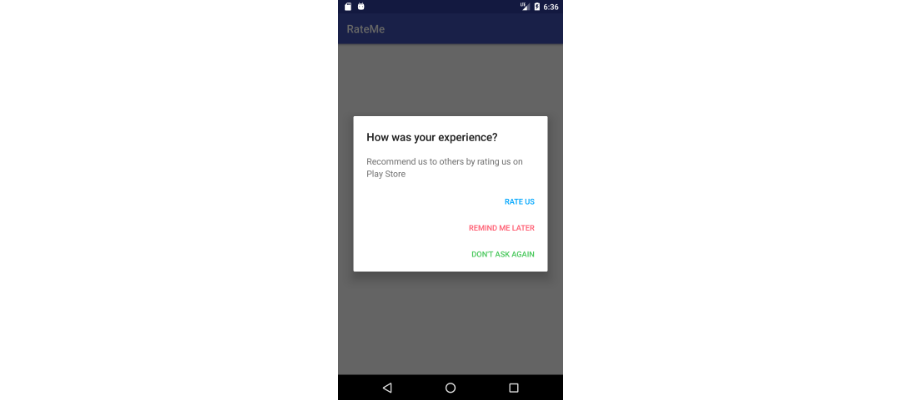 6:36
RateMe
How was your experience?
Recommend us to others by rating us on
Play Store
RATE US
REMIND ME LATER
DON'T ASK AGAIN